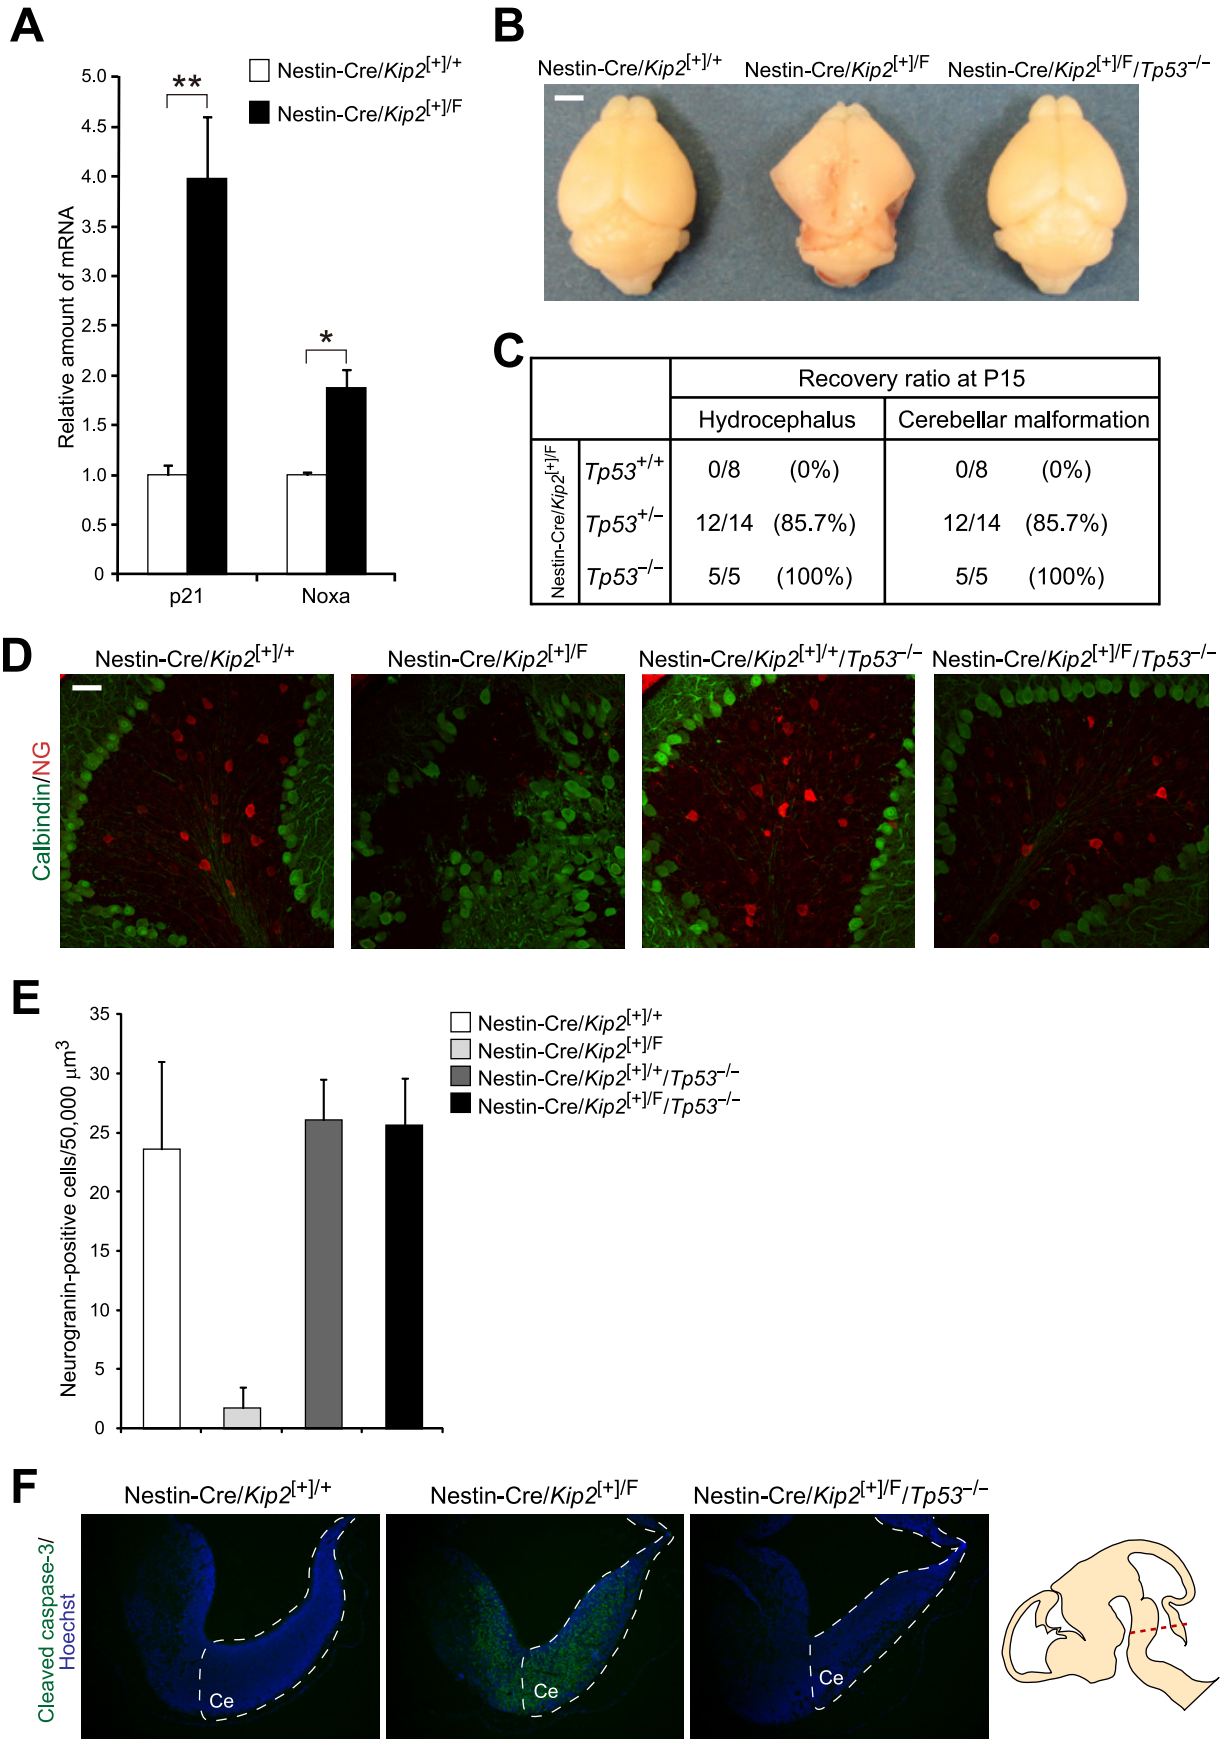 A
5.0
4.5
4.0
3.5
3.0
2.5
2.0
1.5
1.0
0.5
0
Relative amount of mRNA
**
*
p21
Noxa
Nestin-Cre/Kip2[+]/+
Nestin-Cre/Kip2[+]/F
B
Nestin-Cre/Kip2[+]/+ Nestin-Cre/Kip2[+]/F Nestin-Cre/Kip2[+]/F/Tp53–/–
C
Recovery ratio at P15
Hydrocephalus Cerebellar malformation
Nestin-Cre/Kip2[+]/F
Tp53+/+ 0/8 (0%) 0/8 (0%)
Tp53+/– 12/14 (85.7%) 12/14 (85.7%)
Tp53–/– 5/5 (100%) 5/5 (100%)
D
Nestin-Cre/Kip2[+]/+ Nestin-Cre/Kip2[+]/F Nestin-Cre/Kip2[+]/+/Tp53–/– Nestin-Cre/Kip2[+]/F/Tp53–/–
Calbindin/NG
E
35
30
25
20
15
10
5
0
Neurogranin-positive cells/50,000 μm3
Nestin-Cre/Kip2[+]/+
Nestin-Cre/Kip2[+]/F
Nestin-Cre/Kip2[+]/+/Tp53–/–
Nestin-Cre/Kip2[+]/F/Tp53–/–
F
Nestin-Cre/Kip2[+]/+ Nestin-Cre/Kip2[+]/F Nestin-Cre/Kip2[+]/F/Tp53–/–
Cleaved caspase-3/
Hoechst
Ce
Ce
Ce